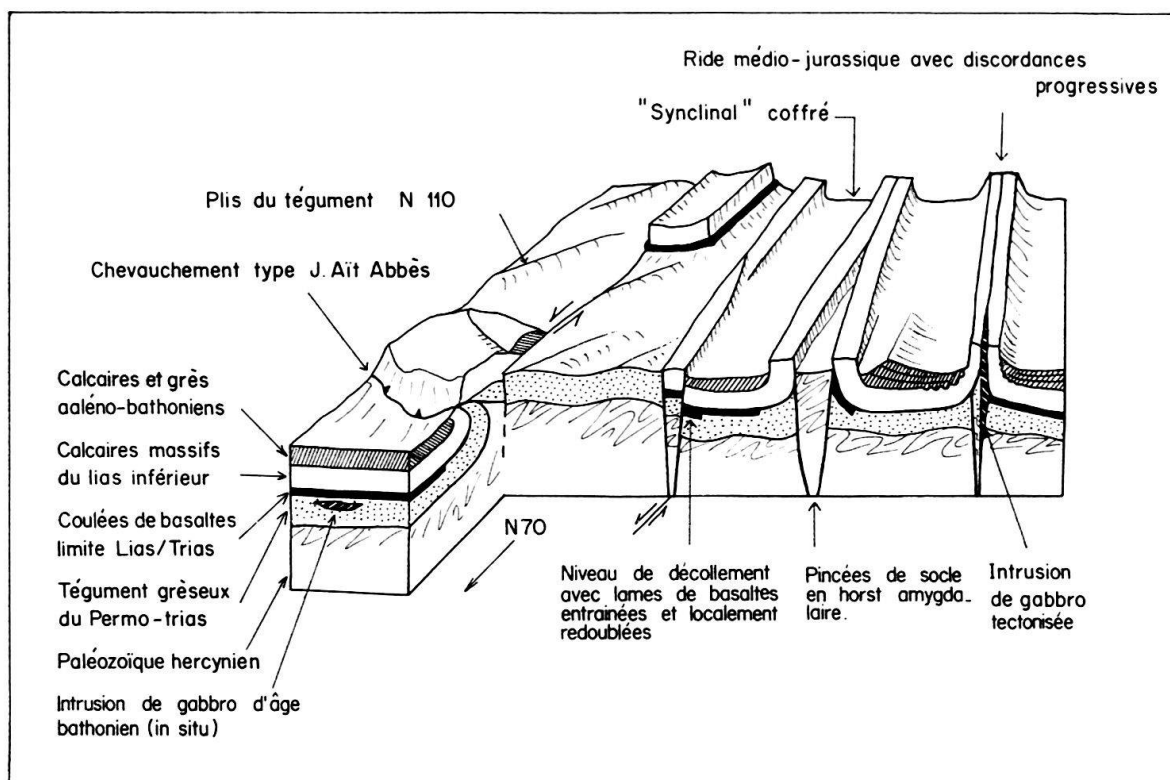 Ride médio-jurassique avec discordances
progressives
"Synclinal" coffré
Plis du tégument N 110
Chevauchement type J. Aït Abbès
Calcaires et grès
aaléno-bathoniens
Calcaires massifs
du lias inférieur
Coulées de basaltes
limite Lias/Trias
Tégument grèseux
du Permo-trias
Paléozoïque hercynien
Intrusion de gabbro d'âge
bathonien (in situ)
N70
Niveau de décollement
avec lames de basaltes
entrainées et localement
redoublées
Pincées de socle
en horst amygda_
laire.
Intrusion
de gabbro
tectonisée